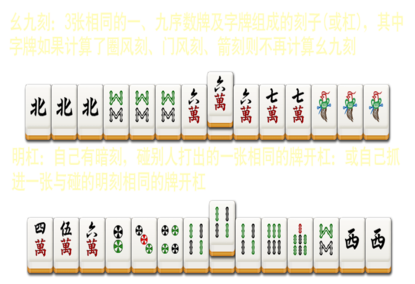 幺九刻：3张相同的一、九序数牌及字牌组成的刻子(或杠)。其中
字牌如果计算了圈风刻、门风刻、箭刻则不再计算幺九刻
北 北 北 六萬 六萬 六萬 七萬 七萬
明杠：自己有暗刻，碰别人打出的一张相同的牌开杠；或自己抓
进一张与碰的明刻相同的牌开杠
四萬 伍萬 六萬 西 西